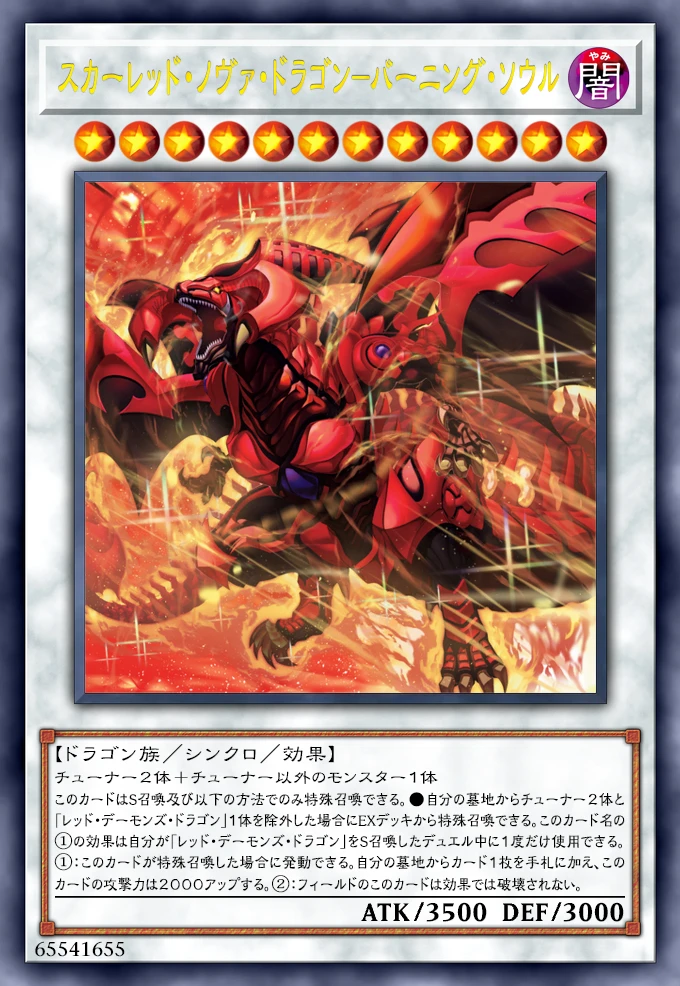 スカーレッド・ノヴァ・ドラゴンーバーニング・ソウル
やみ
闇
【ドラゴン族／シンクロ／効果】
チューナー２体＋チューナー以外のモンスター１体
このカードはS召喚及び以下の方法でのみ特殊召喚できる。●自分の墓地からチューナー２体と
「レッド・デーモンズ・ドラゴン」１体を除外した場合にEXデッキから特殊召喚できる。このカード名の
①の効果は自分が「レッド・デーモンズ・ドラゴン」をS召喚したデュエル中に１度だけ使用できる。
①：このカードが特殊召喚した場合に発動できる。自分の墓地からカード１枚を手札に加え、この
カードの攻撃力は２０００アップする。②：フィールドのこのカードは効果では破壊されない。
ATK/3500 DEF/3000
65541655